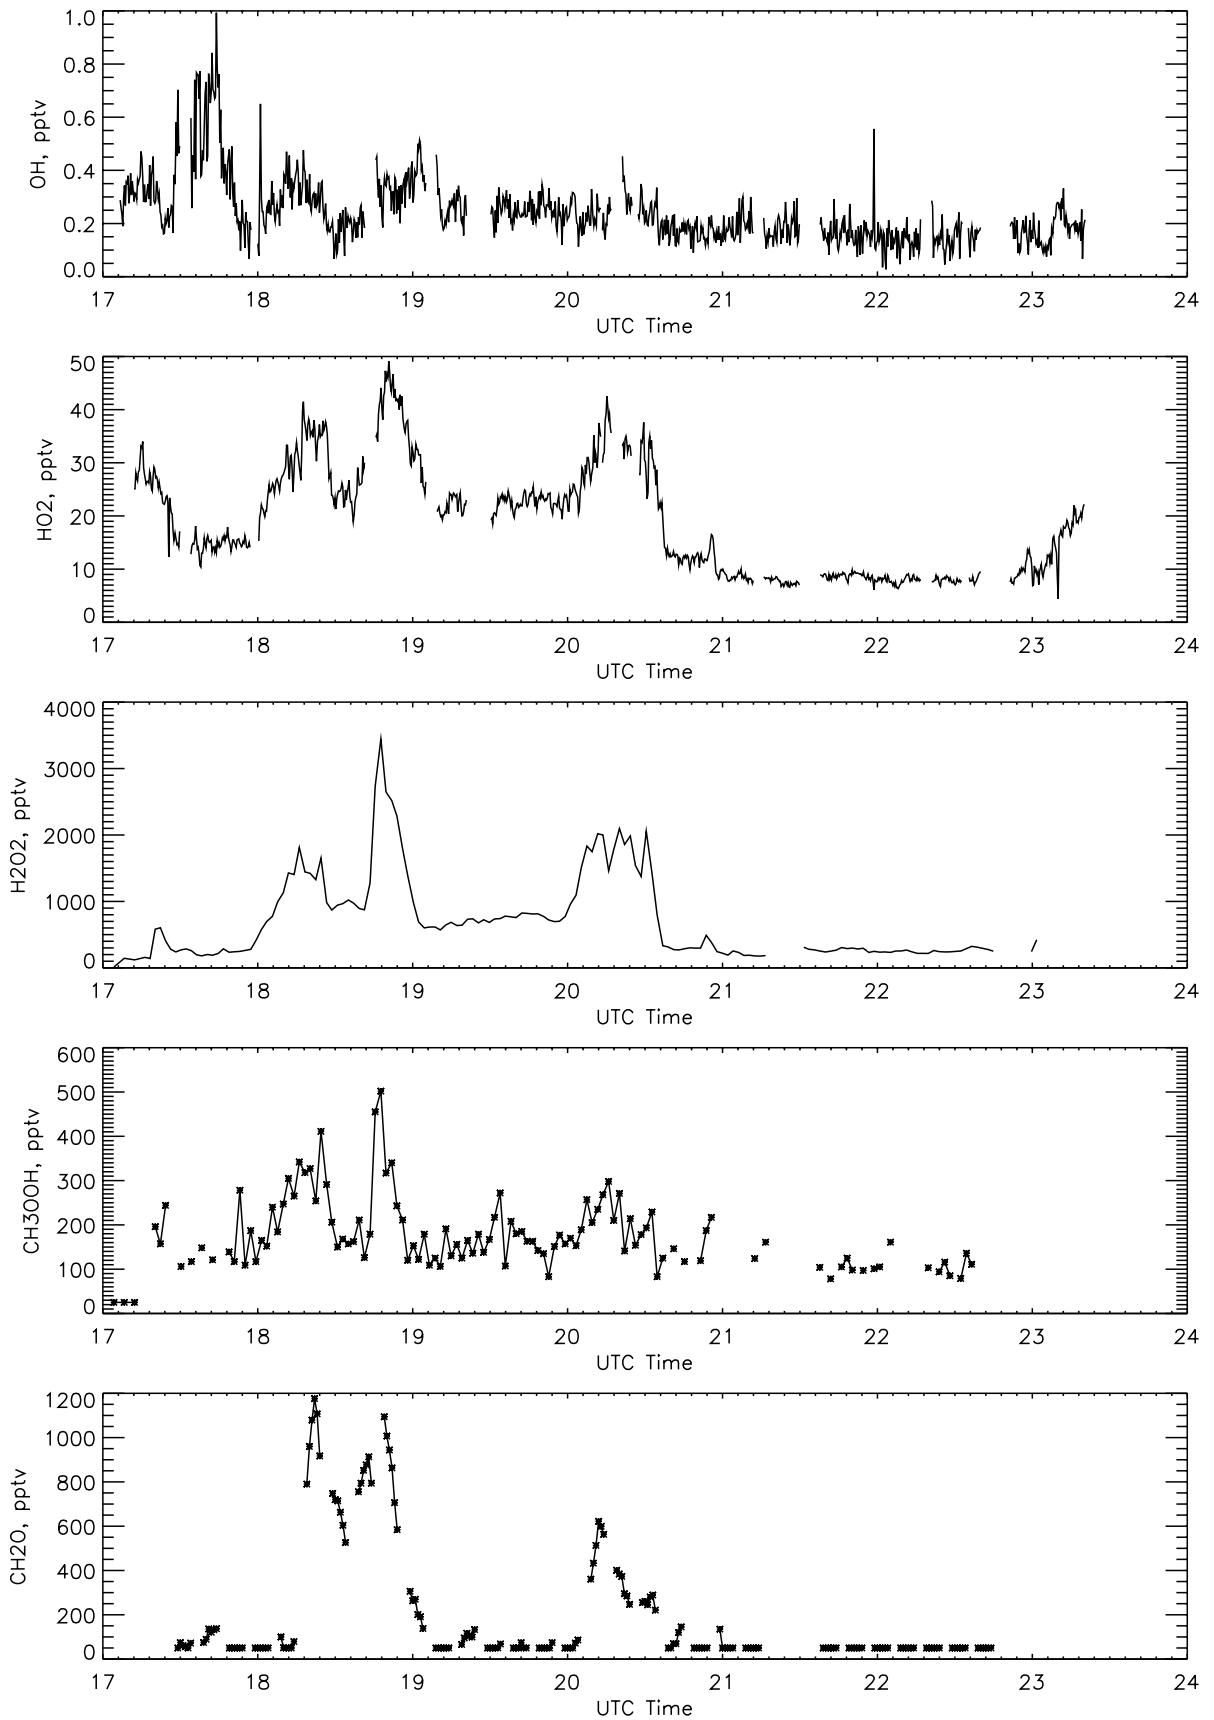 1.0
0.8
0.6
0.4
0.2
0.0
OH, pptv
17 18 19 20 21 22 23 24
UTC Time
50
40
30
20
10
0
HO2, pptv
17 18 19 20 21 22 23 24
UTC Time
4000
3000
2000
1000
0
H2O2, pptv
17 18 19 20 21 22 23 24
UTC Time
600
500
400
300
200
100
0
CH3OOH, pptv
17 18 19 20 21 22 23 24
UTC Time
1200
1000
800
600
400
200
0
CH2O, pptv
17 18 19 20 21 22 23 24
UTC Time